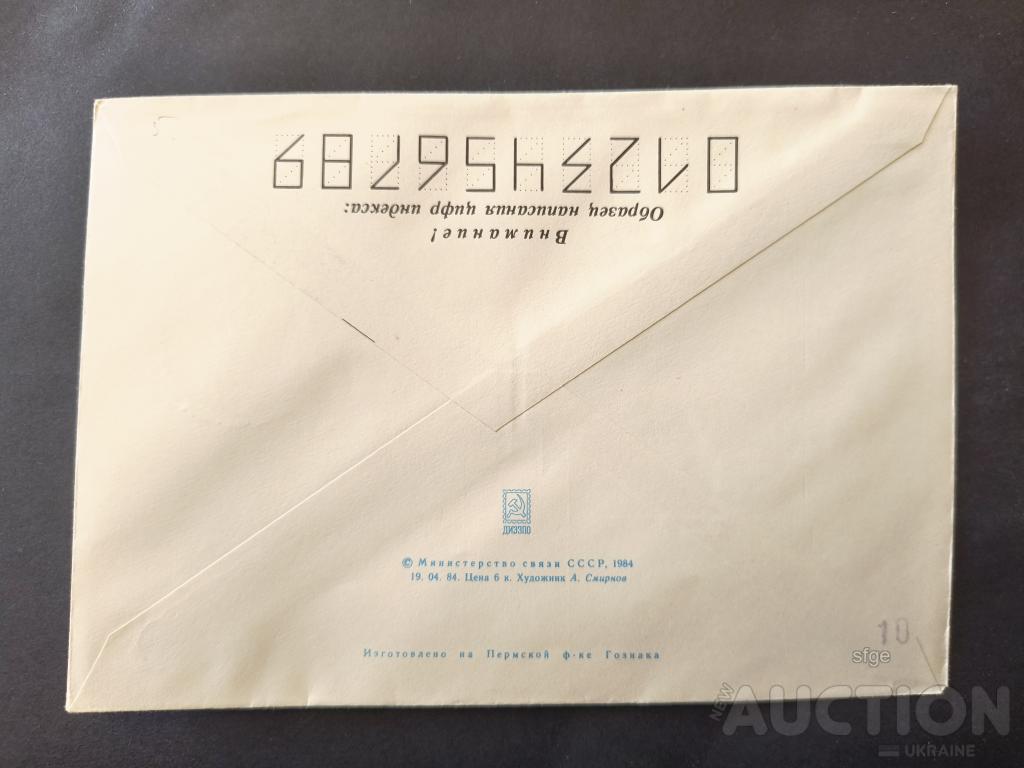 Внимание!
Образец написания цифр индекса:
0123456789
ДИЭЗПО
© Министерство связи СССР, 1984
19. 04. 84. Цена 6 к. Художник А. Смирнов
Изготовлено на Пермской ф-ке Гознака
10
sfge
NEW AUCTION
UKRAINE